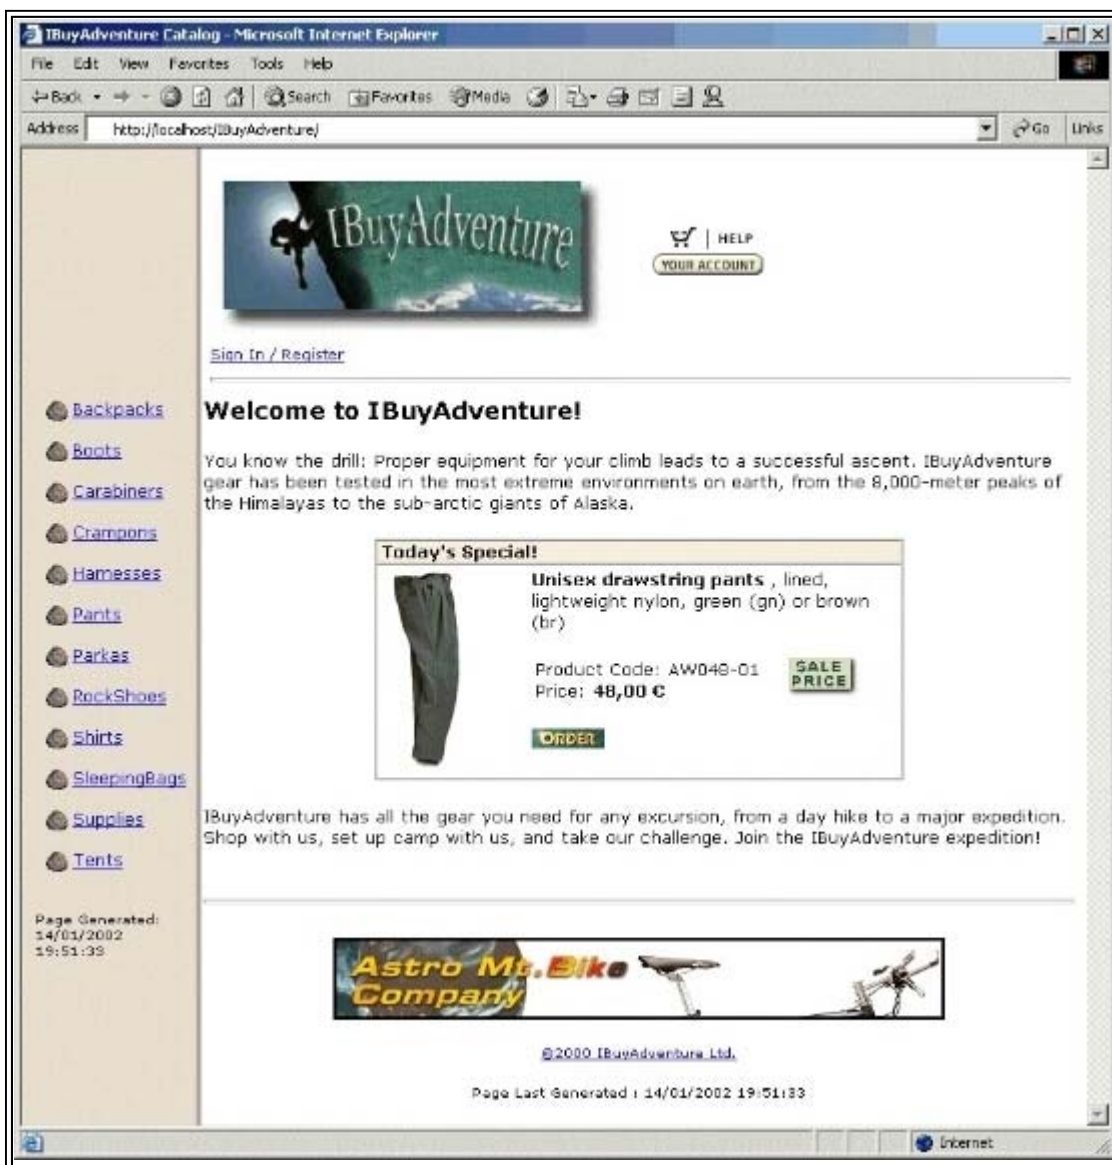 IBuyAdventure Catalog - Microsoft Internet Explorer
File Edit View Favorites Tools Help
Back Search Favorites Media
Address http://localhost/IBuyAdventure/ Go Links
IBuyAdventure
HELP
YOUR ACCOUNT
Sign In / Register
Backpacks
Boots
Carabiners
Crampons
Harnesses
Pants
Parkas
RockShoes
Shirts
SleepingBags
Supplies
Tents
Page Generated:
14/01/2002
19:51:33
Welcome to IBuyAdventure!
You know the drill: Proper equipment for your climb leads to a successful ascent. IBuyAdventure
gear has been tested in the most extreme environments on earth, from the 8,000-meter peaks of
the Himalayas to the sub-arctic giants of Alaska.
Today's Special!
Unisex drawstring pants , lined,
lightweight nylon, green (gn) or brown
(br)
Product Code: AW048-01
Price: 48,00 €
SALE
PRICE
ORDER
IBuyAdventure has all the gear you need for any excursion, from a day hike to a major expedition.
Shop with us, set up camp with us, and take our challenge. Join the IBuyAdventure expedition!
Astro Mt.Bike
Company
©2000 IBuyAdventure Ltd.
Page Last Generated : 14/01/2002 19:51:33
Internet